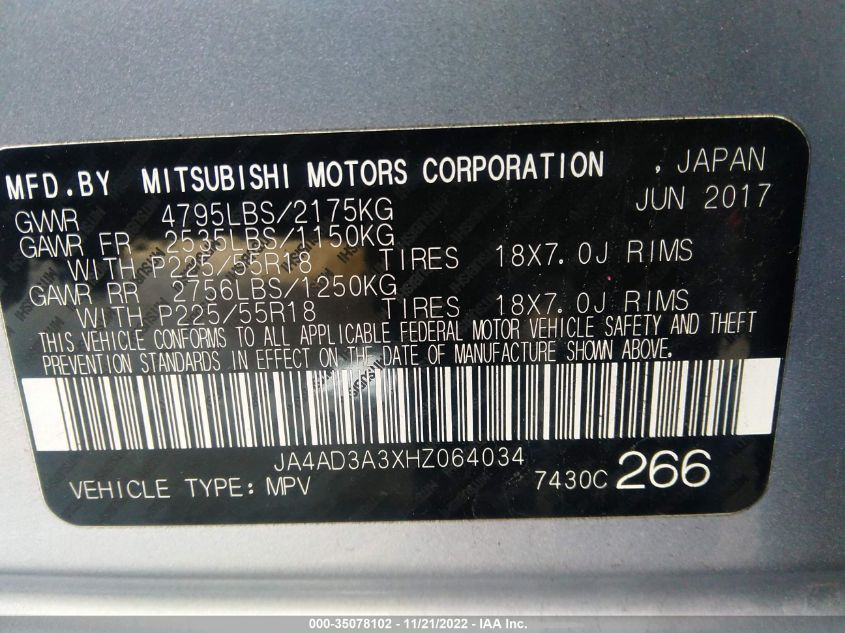 MFD.BY MITSUBISHI MOTORS CORPORATION , JAPAN
JUN 2017
GVWR 4795LBS/2175KG
GAWR FR 2535LBS/1150KG
WITH P225/55R18 TIRES 18X7.0J RIMS
GAWR RR 2756LBS/1250KG
WITH P225/55R18 TIRES 18X7.0J RIMS
THIS VEHICLE CONFORMS TO ALL APPLICABLE FEDERAL MOTOR VEHICLE SAFETY AND THEFT
PREVENTION STANDARDS IN EFFECT ON THE DATE OF MANUFACTURE SHOWN ABOVE.
JA4AD3A3XHZ064034
VEHICLE TYPE: MPV 7430C 266
000-35078102 - 11/21/2022 - IAA Inc.